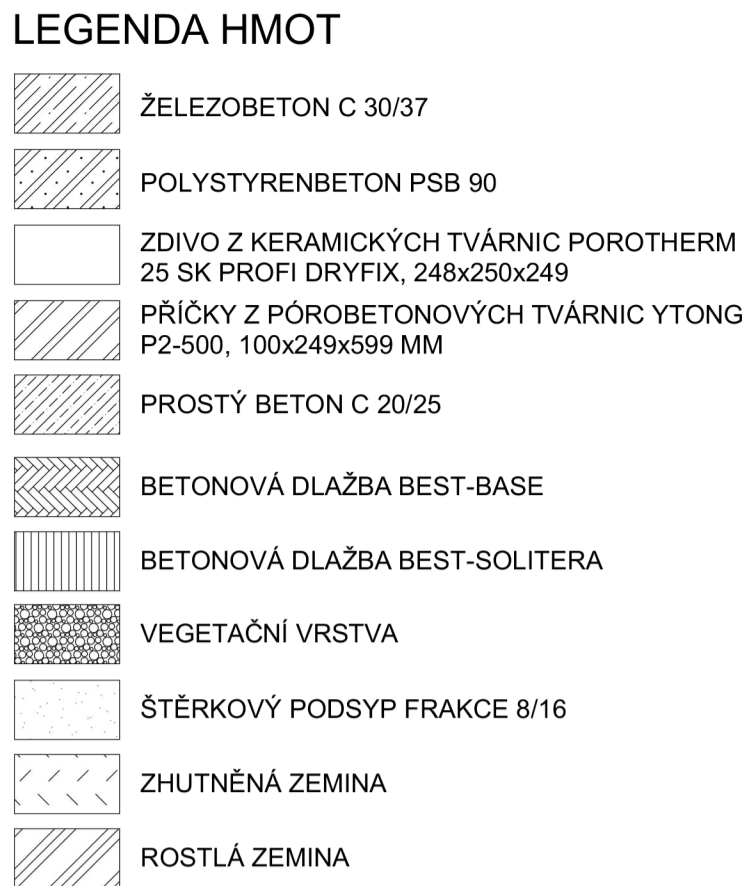 LEGENDA HMOT
ŽELEZOBETON C 30/37
POLYSTYRENBETON PSB 90
ZDIVO Z KERAMICKÝCH TVÁRNIC POROTHERM
25 SK PROFI DRYFIX, 248x250x249
PŘÍČKY Z PÓROBETONOVÝCH TVÁRNIC YTONG
P2-500, 100x249x599 MM
PROSTÝ BETON C 20/25
BETONOVÁ DLAŽBA BEST-BASE
BETONOVÁ DLAŽBA BEST-SOLITERA
VEGETAČNÍ VRSTVA
ŠTĚRKOVÝ PODSYP FRAKCE 8/16
ZHUTNĚNÁ ZEMINA
ROSTLÁ ZEMINA